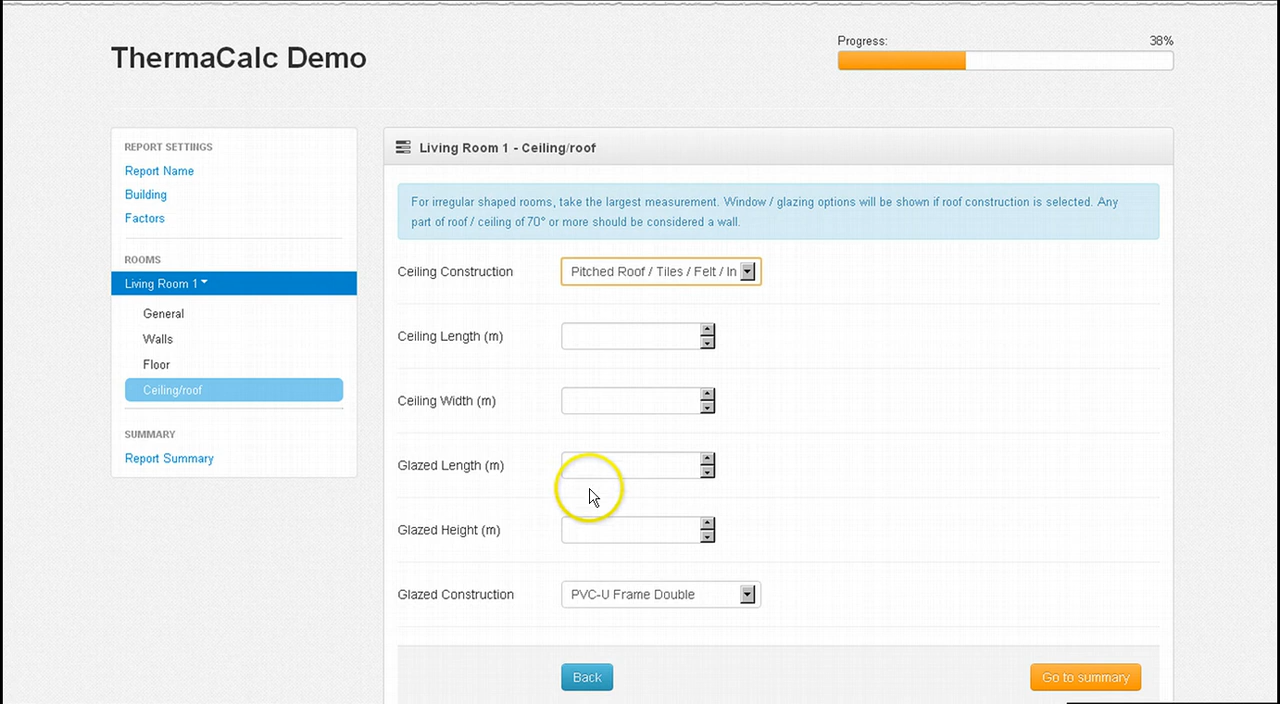 ThermaCalc Demo
Progress:
38%
REPORT SETTINGS
Report Name
Building
Factors
ROOMS
Living Room 1
General
Walls
Floor
Ceiling/roof
SUMMARY
Report Summary
Living Room 1 - Ceiling/roof
For irregular shaped rooms, take the largest measurement. Window / glazing options will be shown if roof construction is selected. Any
part of roof / ceiling of 70° or more should be considered a wall.
Ceiling Construction
Pitched Roof / Tiles / Felt / In
Ceiling Length (m)
Ceiling Width (m)
Glazed Length (m)
Glazed Height (m)
Glazed Construction
PVC-U Frame Double
Back
Go to summary